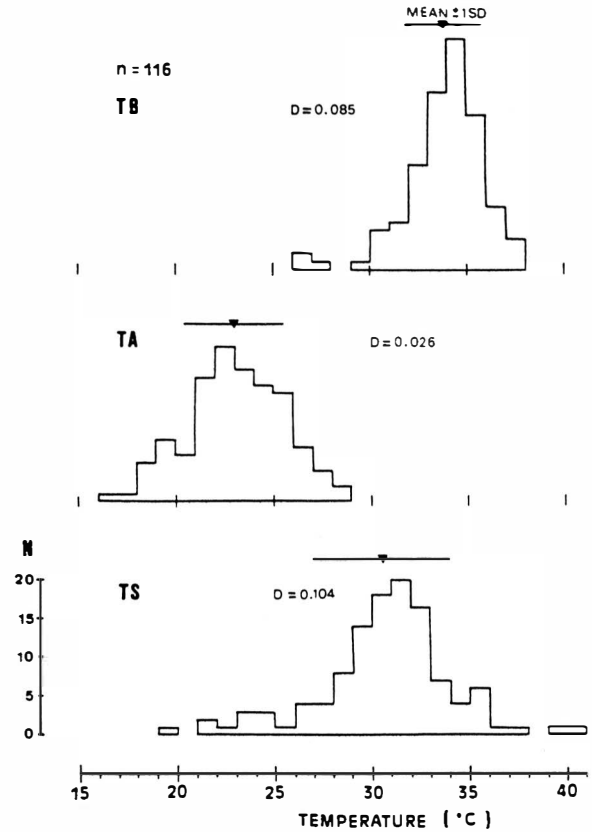 MEAN ± 1SD
n = 116
TB
D = 0.085
TA
D = 0.026
N
TS
D = 0.104
20
15
10
5
0
15 20 25 30 35 40
TEMPERATURE (°C)